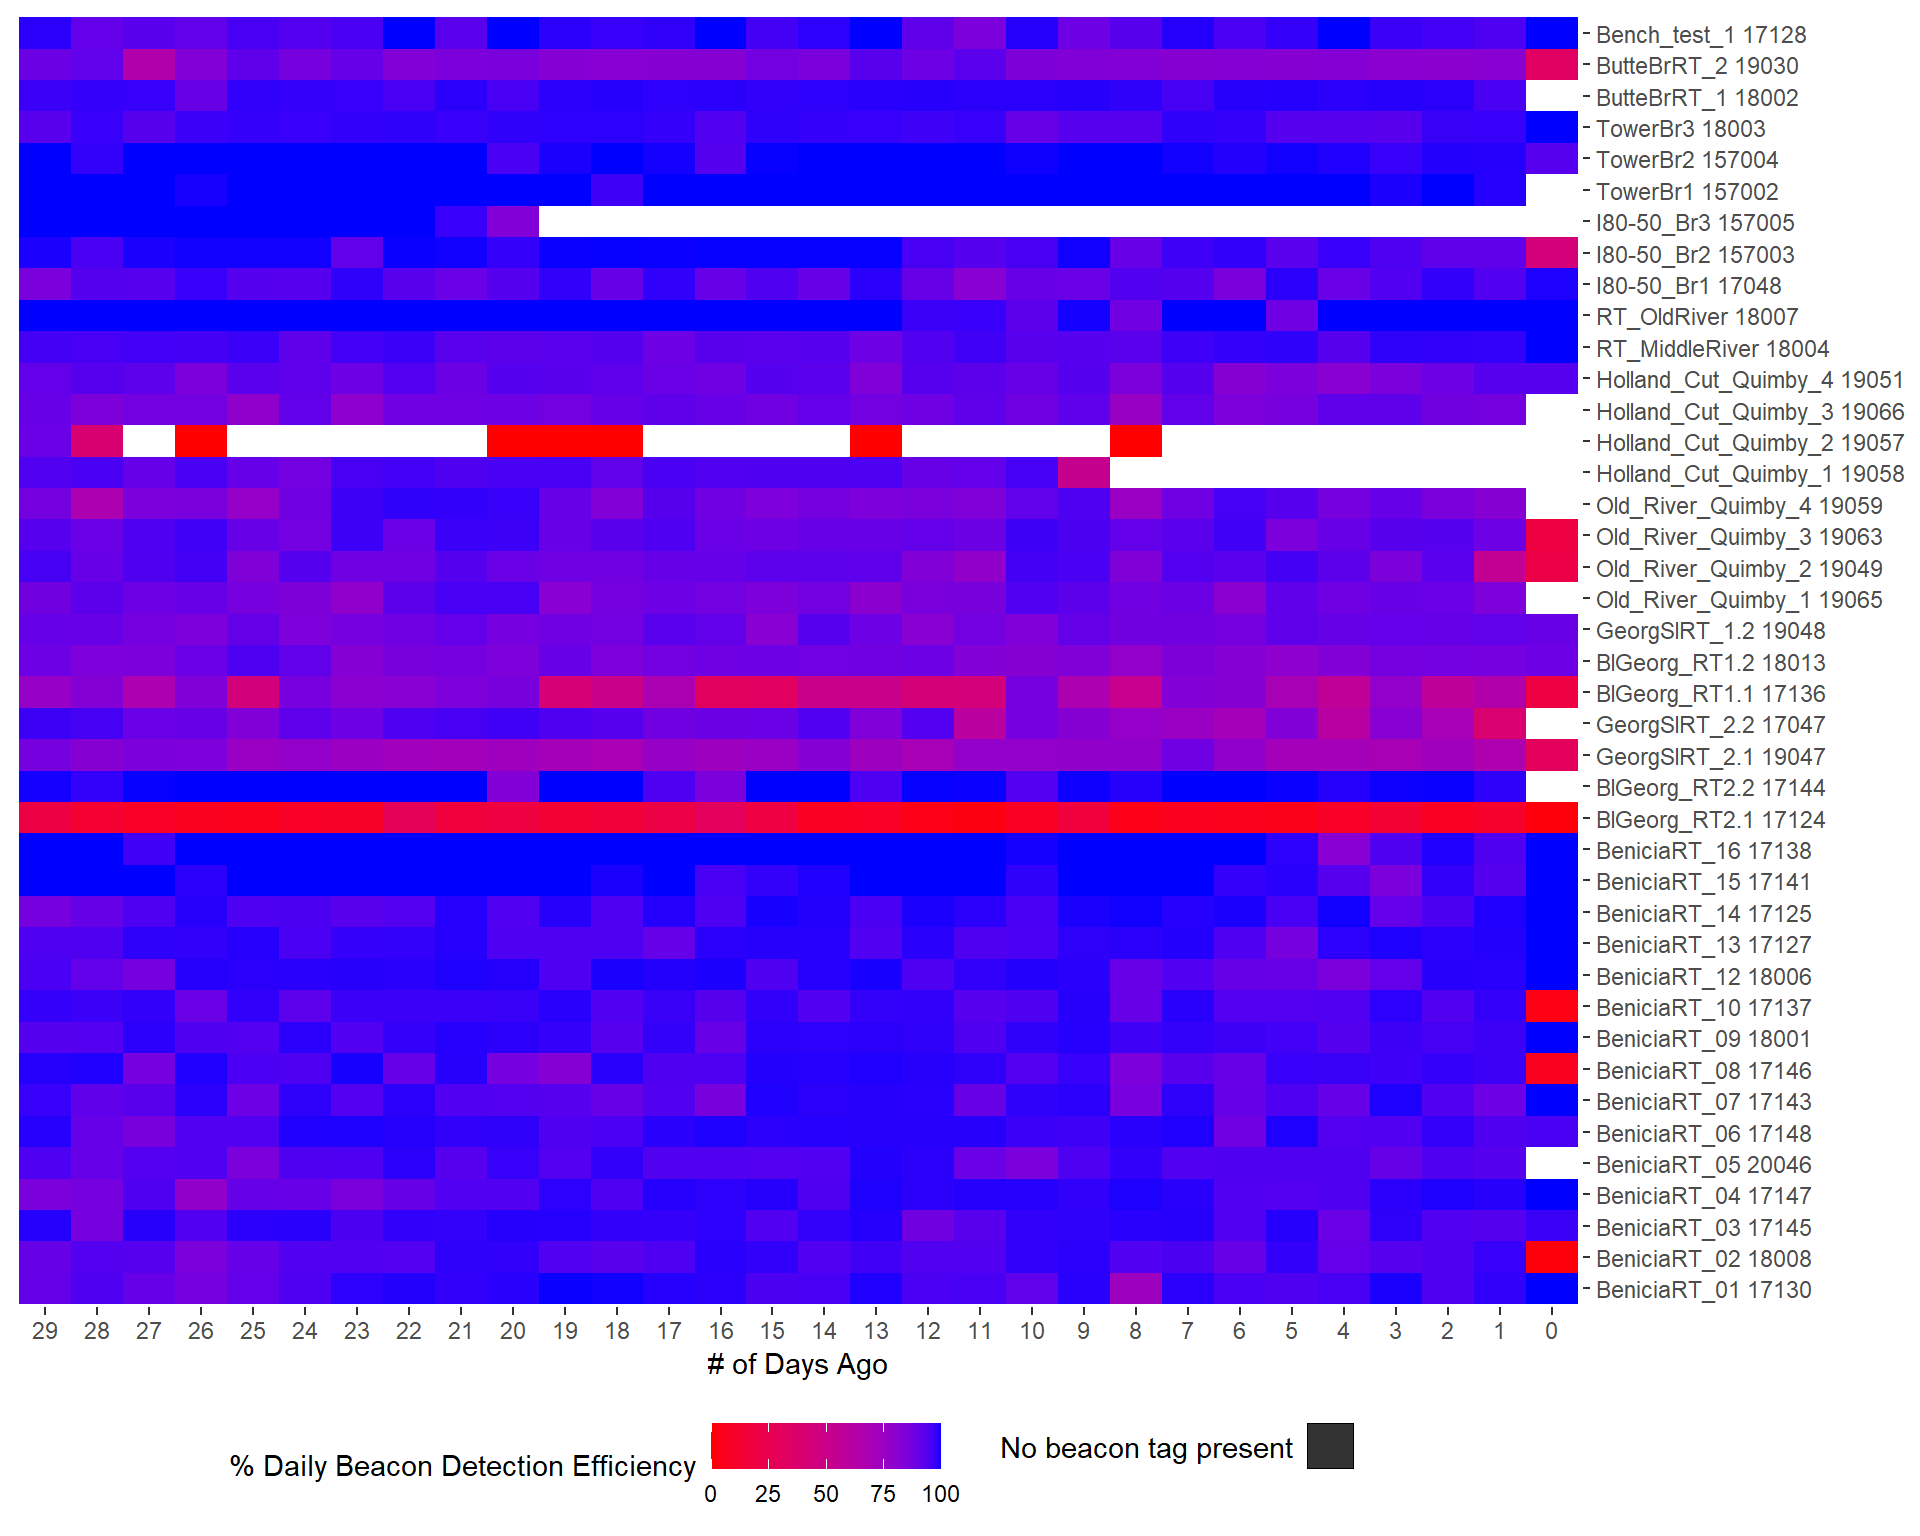 Bench_test_1 17128
ButteBrRT_2 19030
ButteBrRT_1 18002
TowerBr3 18003
TowerBr2 157004
TowerBr1 157002
I80-50_Br3 157005
I80-50_Br2 157003
I80-50_Br1 17048
RT_OldRiver 18007
RT_MiddleRiver 18004
Holland_Cut_Quimby_4 19051
Holland_Cut_Quimby_3 19066
Holland_Cut_Quimby_2 19057
Holland_Cut_Quimby_1 19058
Old_River_Quimby_4 19059
Old_River_Quimby_3 19063
Old_River_Quimby_2 19049
Old_River_Quimby_1 19065
GeorgSlRT_1.2 19048
BlGeorg_RT1.2 18013
BlGeorg_RT1.1 17136
GeorgSlRT_2.2 17047
GeorgSlRT_2.1 19047
BlGeorg_RT2.2 17144
BlGeorg_RT2.1 17124
BeniciaRT_16 17138
BeniciaRT_15 17141
BeniciaRT_14 17125
BeniciaRT_13 17127
BeniciaRT_12 18006
BeniciaRT_10 17137
BeniciaRT_09 18001
BeniciaRT_08 17146
BeniciaRT_07 17143
BeniciaRT_06 17148
BeniciaRT_05 20046
BeniciaRT_04 17147
BeniciaRT_03 17145
BeniciaRT_02 18008
BeniciaRT_01 17130
29 28 27 26 25 24 23 22 21 20 19 18 17 16 15 14 13 12 11 10 9 8 7 6 5 4 3 2 1 0
# of Days Ago
% Daily Beacon Detection Efficiency
0 25 50 75 100
No beacon tag present